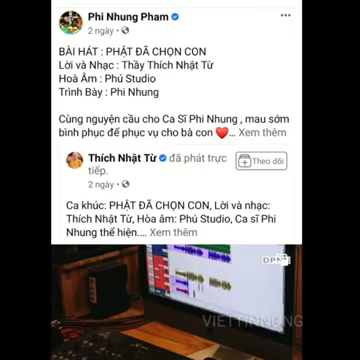 Phi Nhung Pham
2 ngày
BÀI HÁT : PHẬT ĐÃ CHỌN CON
Lời và Nhạc : Thầy Thích Nhật Từ
Hoà Âm : Phú Studio
Trình Bày : Phi Nhung
Cùng nguyện cầu cho Ca Sĩ Phi Nhung , mau sớm
bình phục để phục vụ cho bà con ❤️... Xem thêm
Thích Nhật Từ đã phát trực
tiếp.
Theo dõi
2 ngày
Ca khúc: PHẬT ĐÃ CHỌN CON, Lời và nhạc:
Thích Nhật Từ, Hòa âm: Phú Studio, Ca sĩ Phi
Nhung thể hiện.... Xem thêm
VIETTINNONG